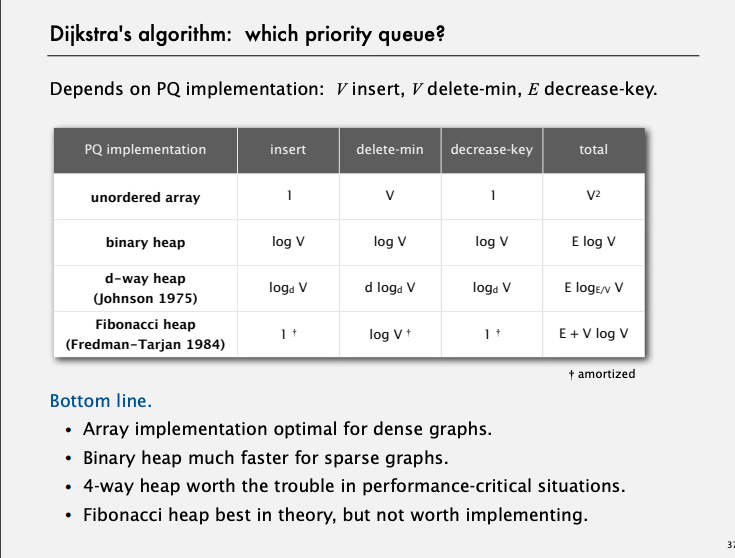 Dijkstra's algorithm: which priority queue?
Depends on PQ implementation: V insert, V delete-min, E decrease-key.
PQ implementation insert delete-min decrease-key total
unordered array 1 V 1 V²
binary heap log V log V log V E log V
d-way heap
(Johnson 1975) log_d V d log_d V log_d V E log_E/V V
Fibonacci heap
(Fredman-Tarjan 1984) 1 † log V † 1 † E + V log V
† amortized
Bottom line.
• Array implementation optimal for dense graphs.
• Binary heap much faster for sparse graphs.
• 4-way heap worth the trouble in performance-critical situations.
• Fibonacci heap best in theory, but not worth implementing.